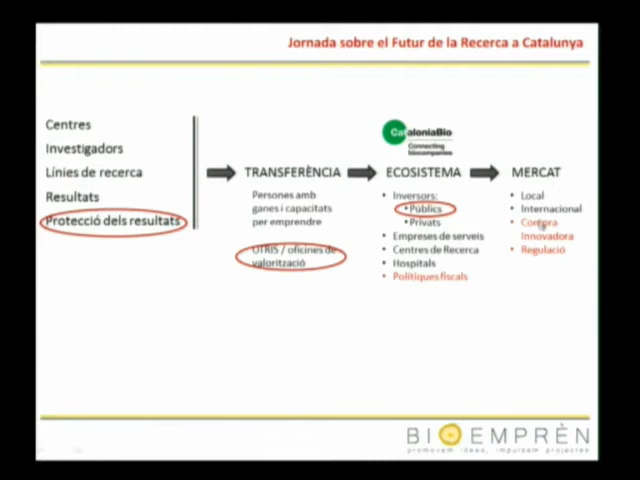 Jornada sobre el Futur de la Recerca a Catalunya
Centres
Investigadors
Línies de recerca
Resultats
Protecció dels resultats
TRANSFERÈNCIA
Persones amb
ganes i capacitats
per emprendre
UTRIS / oficines de
valorització
CataloniaBio
Connecting
biocompanies
ECOSISTEMA
• Inversors:
• Públics
• Privats
• Empreses de serveis
• Centres de Recerca
• Hospitals
• Polítiques fiscals
MERCAT
• Local
• Internacional
• Compra
Innovadora
• Regulació
BIOEMPRÈN
promovem idees, impulsem projectes